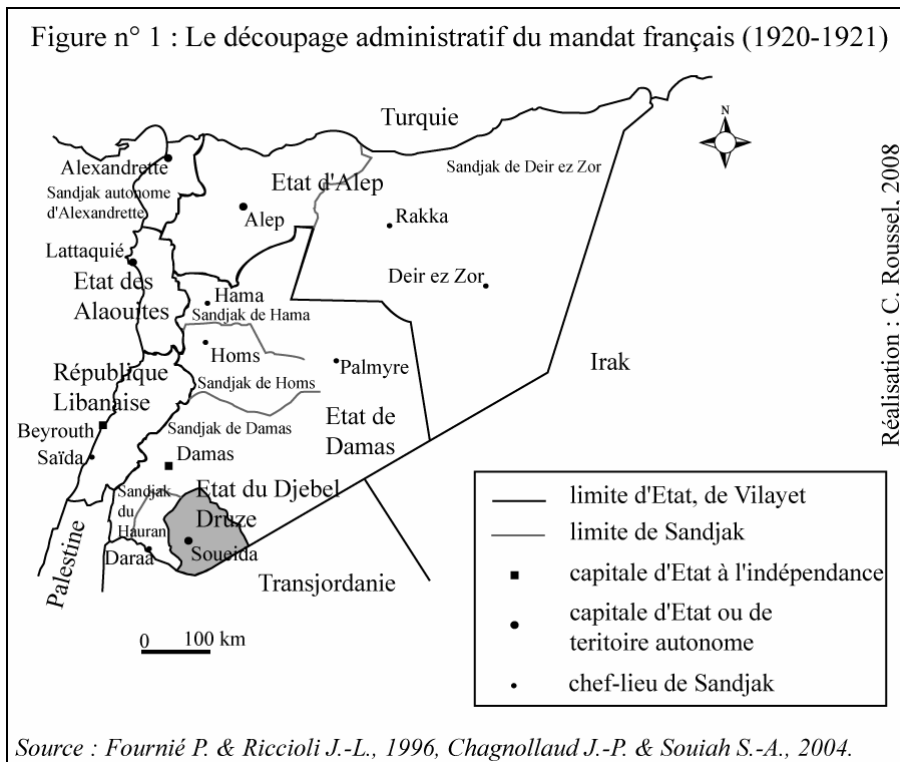 Figure n° 1 : Le découpage administratif du mandat français (1920-1921)
Turquie
N
Alexandrette
Sandjak autonome
d'Alexandrette
Etat d'Alep
Alep
Sandjak de Deir ez Zor
Rakka
Deir ez Zor
Lattaquié
Etat des
Alaouites
Hama
Sandjak de Hama
Homs
Sandjak de Homs
Palmyre
Irak
République
Libanaise
Beyrouth
Saïda
Sandjak de Damas
Damas
Etat de
Damas
Etat du Djebel
Druze
Sandjak
du
Hauran
Daraa
Soueida
Palestine
Transjordanie
0 100 km
limite d'Etat, de Vilayet
limite de Sandjak
capitale d'Etat à l'indépendance
capitale d'Etat ou de
teritoire autonome
chef-lieu de Sandjak
Réalisation : C. Roussel, 2008
Source : Fournié P. & Riccioli J.-L., 1996, Chagnollaud J.-P. & Souiah S.-A., 2004.